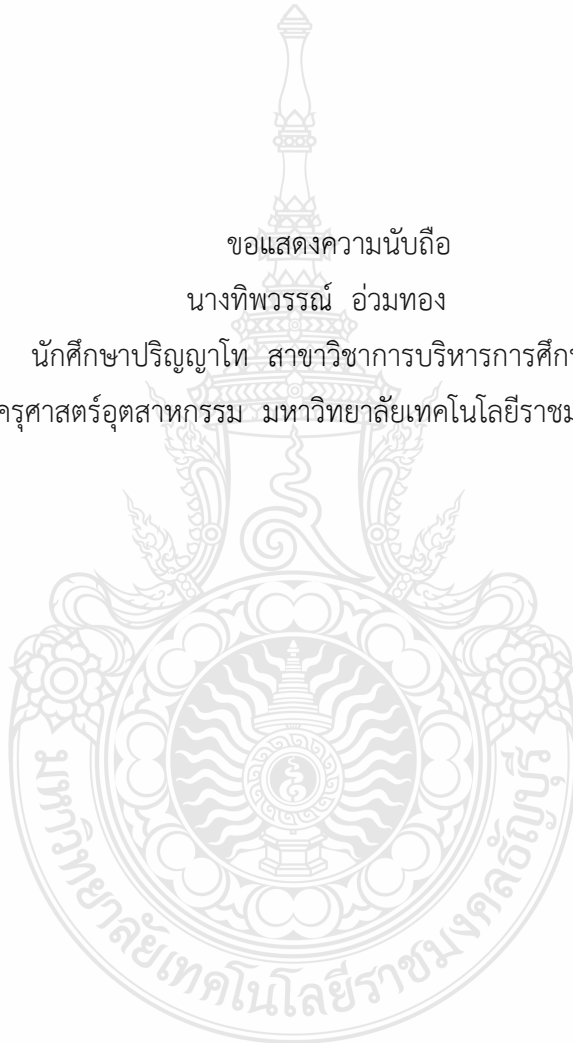 ขอแสดงความนับถือ
นางทิพวรรณ์ อ่วมทอง
นักศึกษาปริญญาโท สาขาวิชาการบริหารการศึก
ครุศาสตร์อุตสาหกรรม มหาวิทยาลัยเทคโนโลยีราชม
มหาวิทยาลัยเทคโนโลยีราชมงคลธัญบุรี